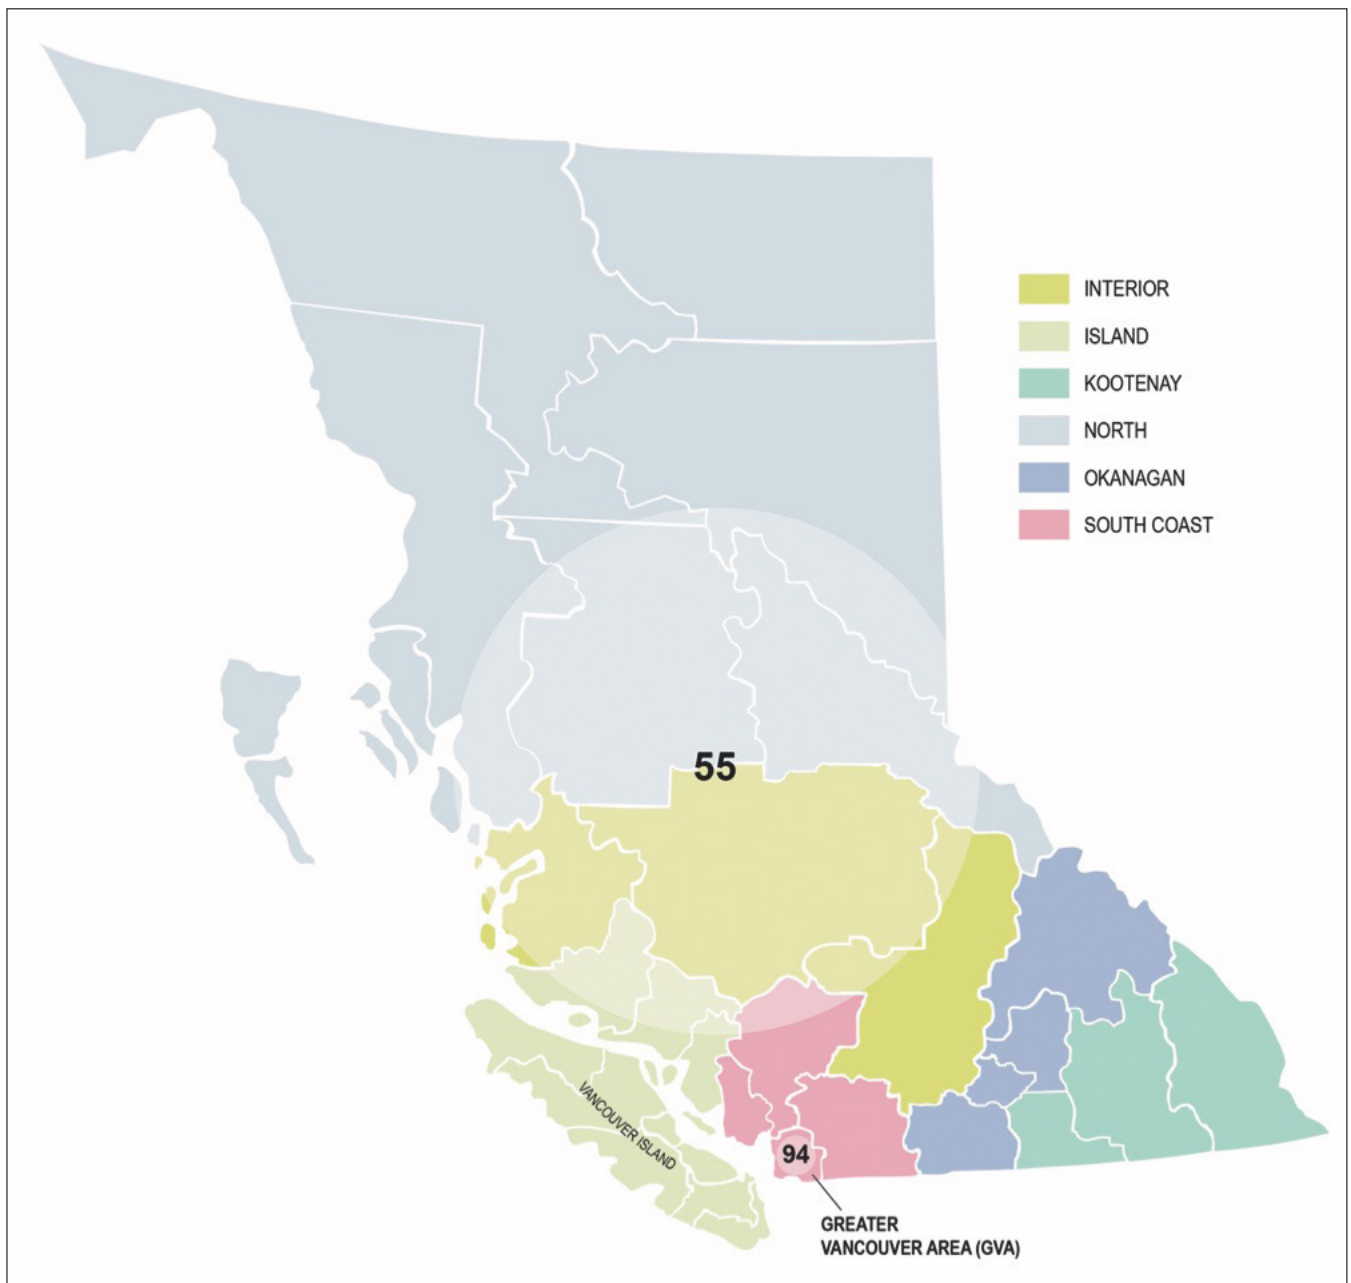 INTERIOR
ISLAND
KOOTENAY
NORTH
OKANAGAN
SOUTH COAST
55
VANCOUVER ISLAND
94
GREATER
VANCOUVER AREA (GVA)